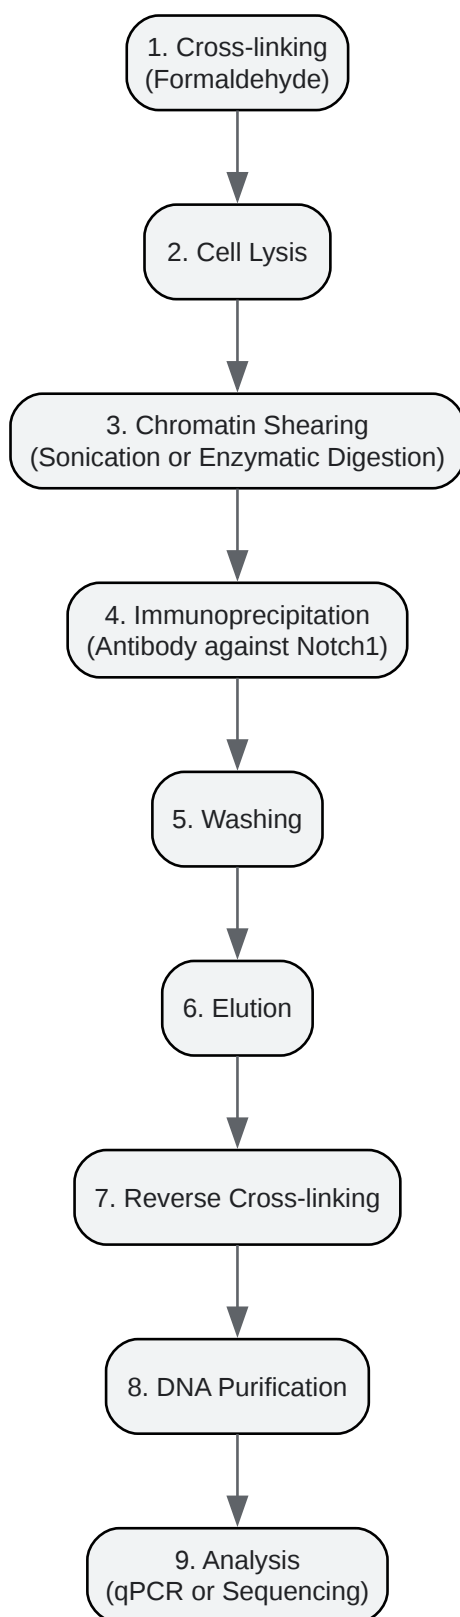 1. Cross-linking
(Formaldehyde)
2. Cell Lysis
3. Chromatin Shearing
(Sonication or Enzymatic Digestion)
4. Immunoprecipitation
(Antibody against Notch1)
5. Washing
6. Elution
7. Reverse Cross-linking
8. DNA Purification
9. Analysis
(qPCR or Sequencing)